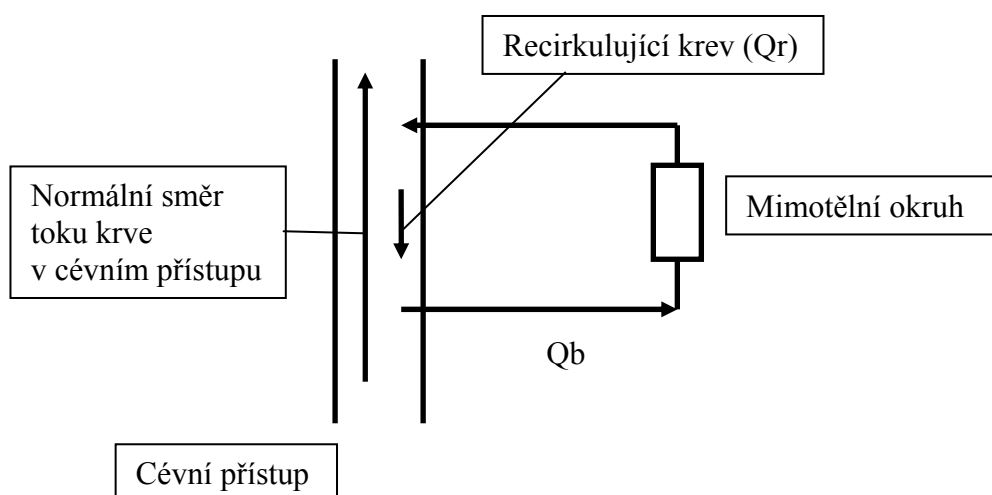 Recirkulující krev (Qr)
Normální směr
toku krve
v cévním přístupu
Mimotělní okruh
Qb
Cévní přístup